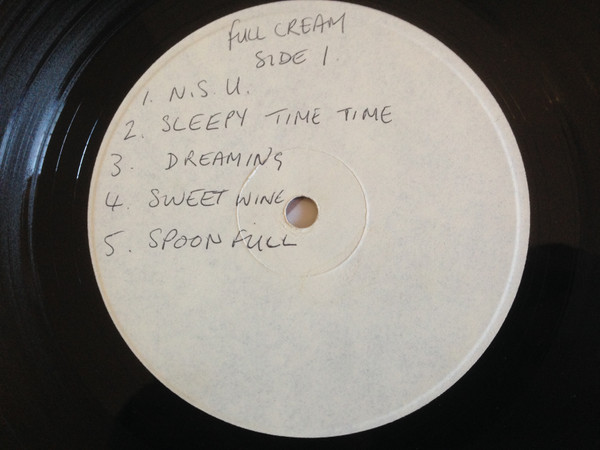 FULL CREAM
SIDE 1.
1. N.S.U.
2. SLEEPY TIME TIME
3. DREAMING
4. SWEET WINE
5. SPOON FULL